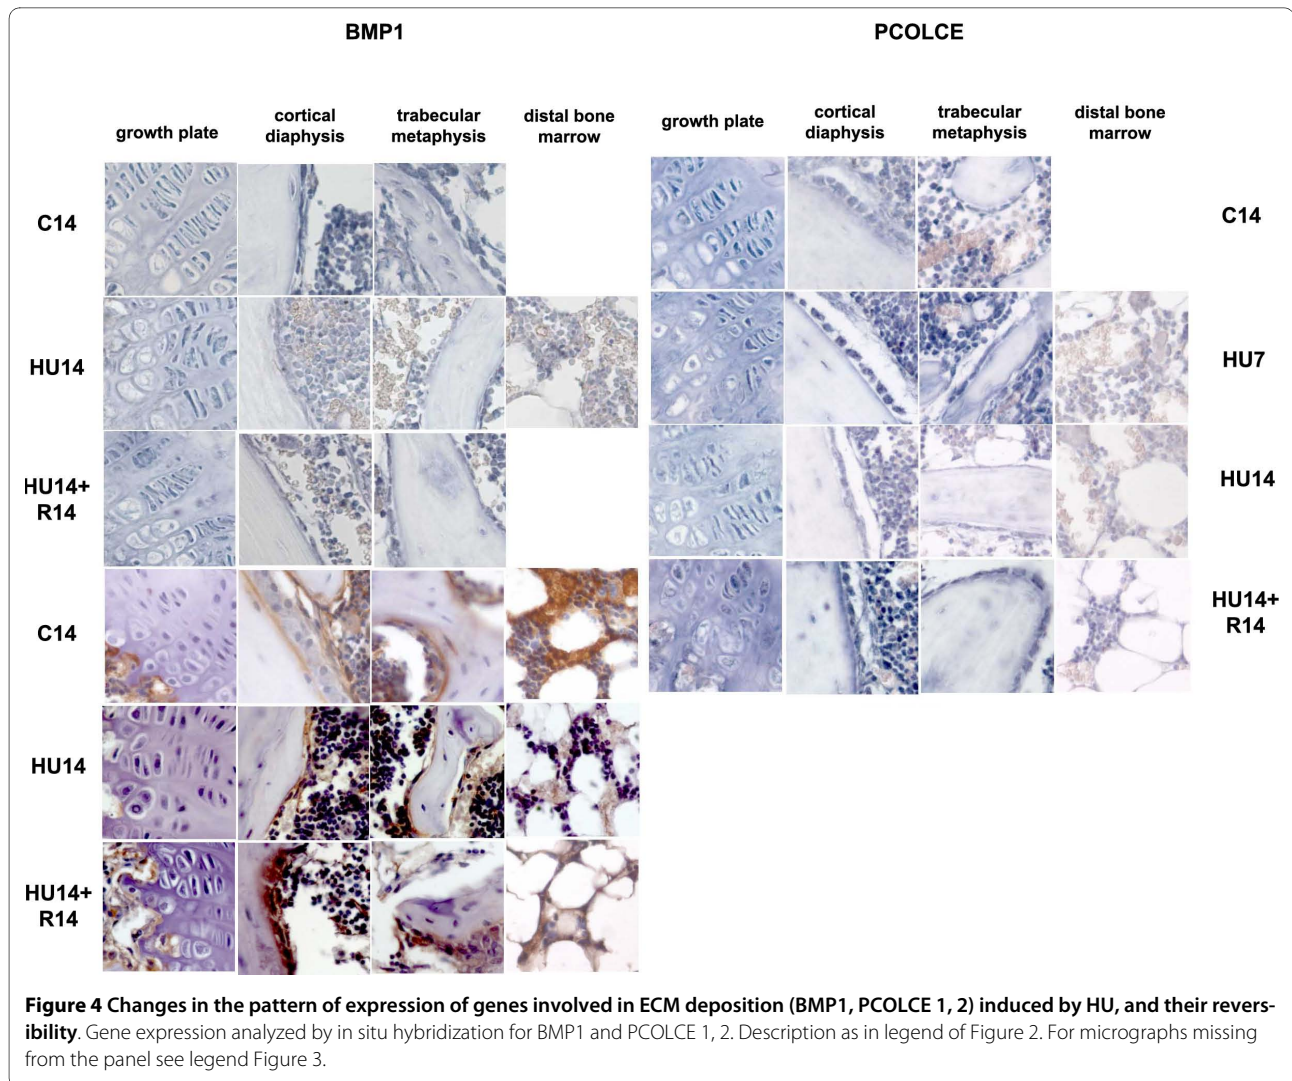 BMP1
PCOLCE
growth plate
cortical
diaphysis
trabecular
metaphysis
distal bone
marrow
growth plate
cortical
diaphysis
trabecular
metaphysis
distal bone
marrow
C14
HU14
HU14+
R14
C14
HU14
HU14+
R14
C14
HU7
HU14
HU14+
R14
Figure 4 Changes in the pattern of expression of genes involved in ECM deposition (BMP1, PCOLCE 1, 2) induced by HU, and their revers-
ibility. Gene expression analyzed by in situ hybridization for BMP1 and PCOLCE 1, 2. Description as in legend of Figure 2. For micrographs missing
from the panel see legend Figure 3.